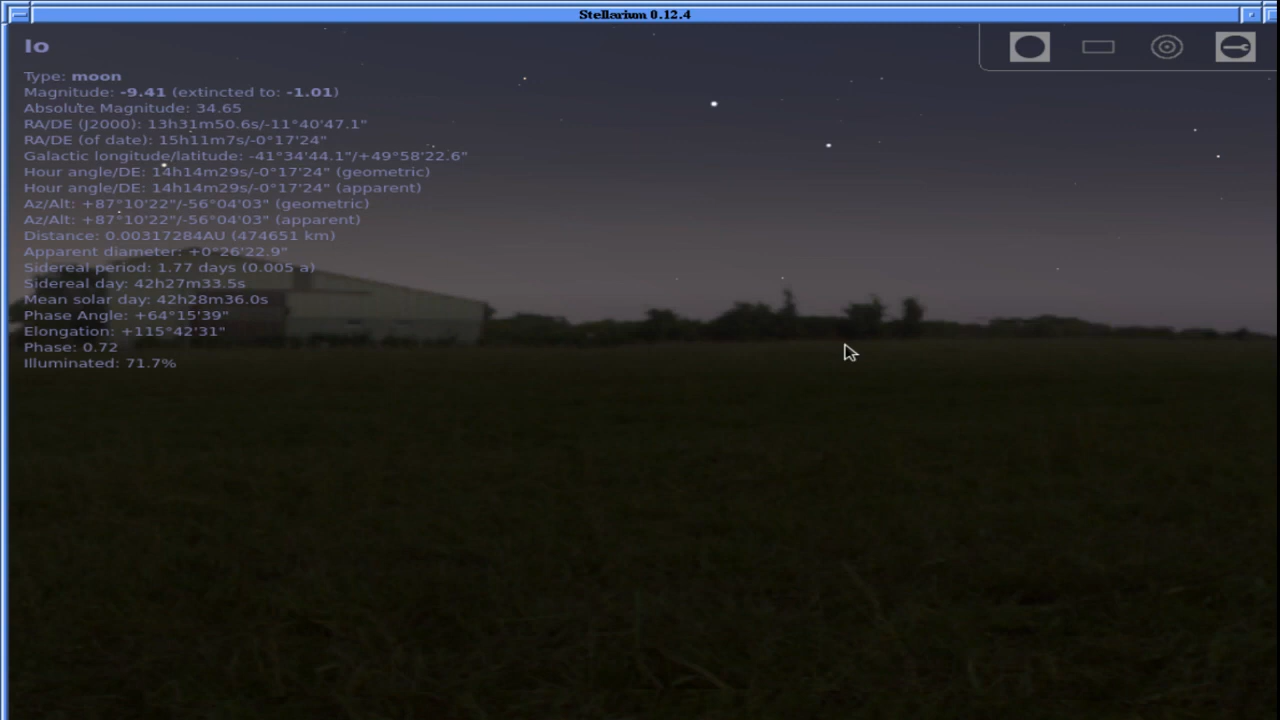 Stellarium 0.12.4
Io
Type: moon
Magnitude: -9.41 (extincted to: -1.01)
Absolute Magnitude: 34.65
RA/DE (J2000): 13h31m50.6s/-11°40'47.1"
RA/DE (of date): 15h11m7s/-0°17'24"
Galactic longitude/latitude: -41°34'44.1"/+49°58'22.6"
Hour angle/DE: 14h14m29s/-0°17'24" (geometric)
Hour angle/DE: 14h14m29s/-0°17'24" (apparent)
Az/Alt: +87°10'22"/-56°04'03" (geometric)
Az/Alt: +87°10'22"/-56°04'03" (apparent)
Distance: 0.00317284AU (474651 km)
Apparent diameter: +0°26'22.9"
Sidereal period: 1.77 days (0.005 a)
Sidereal day: 42h27m33.5s
Mean solar day: 42h28m36.0s
Phase Angle: +64°15'39"
Elongation: +115°42'31"
Phase: 0.72
Illuminated: 71.7%